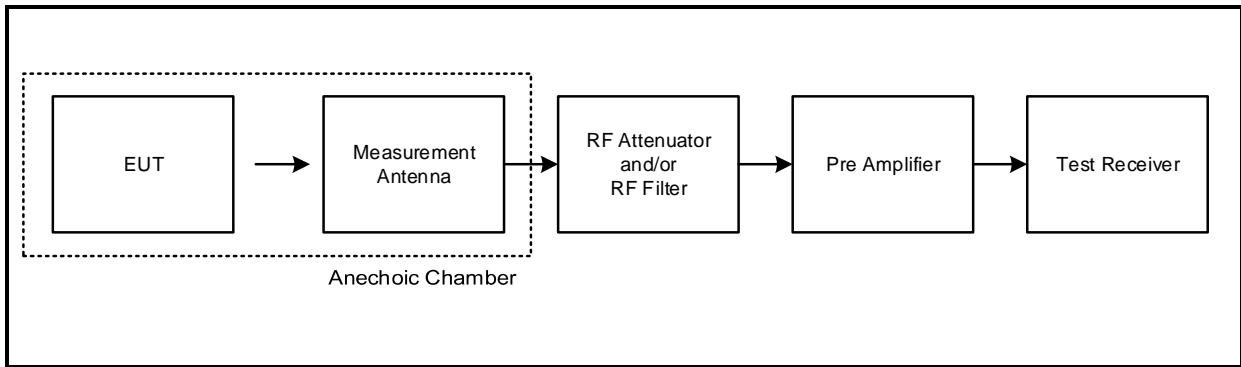 EUT
Measurement
Antenna
RF Attenuator
and/or
RF Filter
Pre Amplifier
Test Receiver
Anechoic Chamber